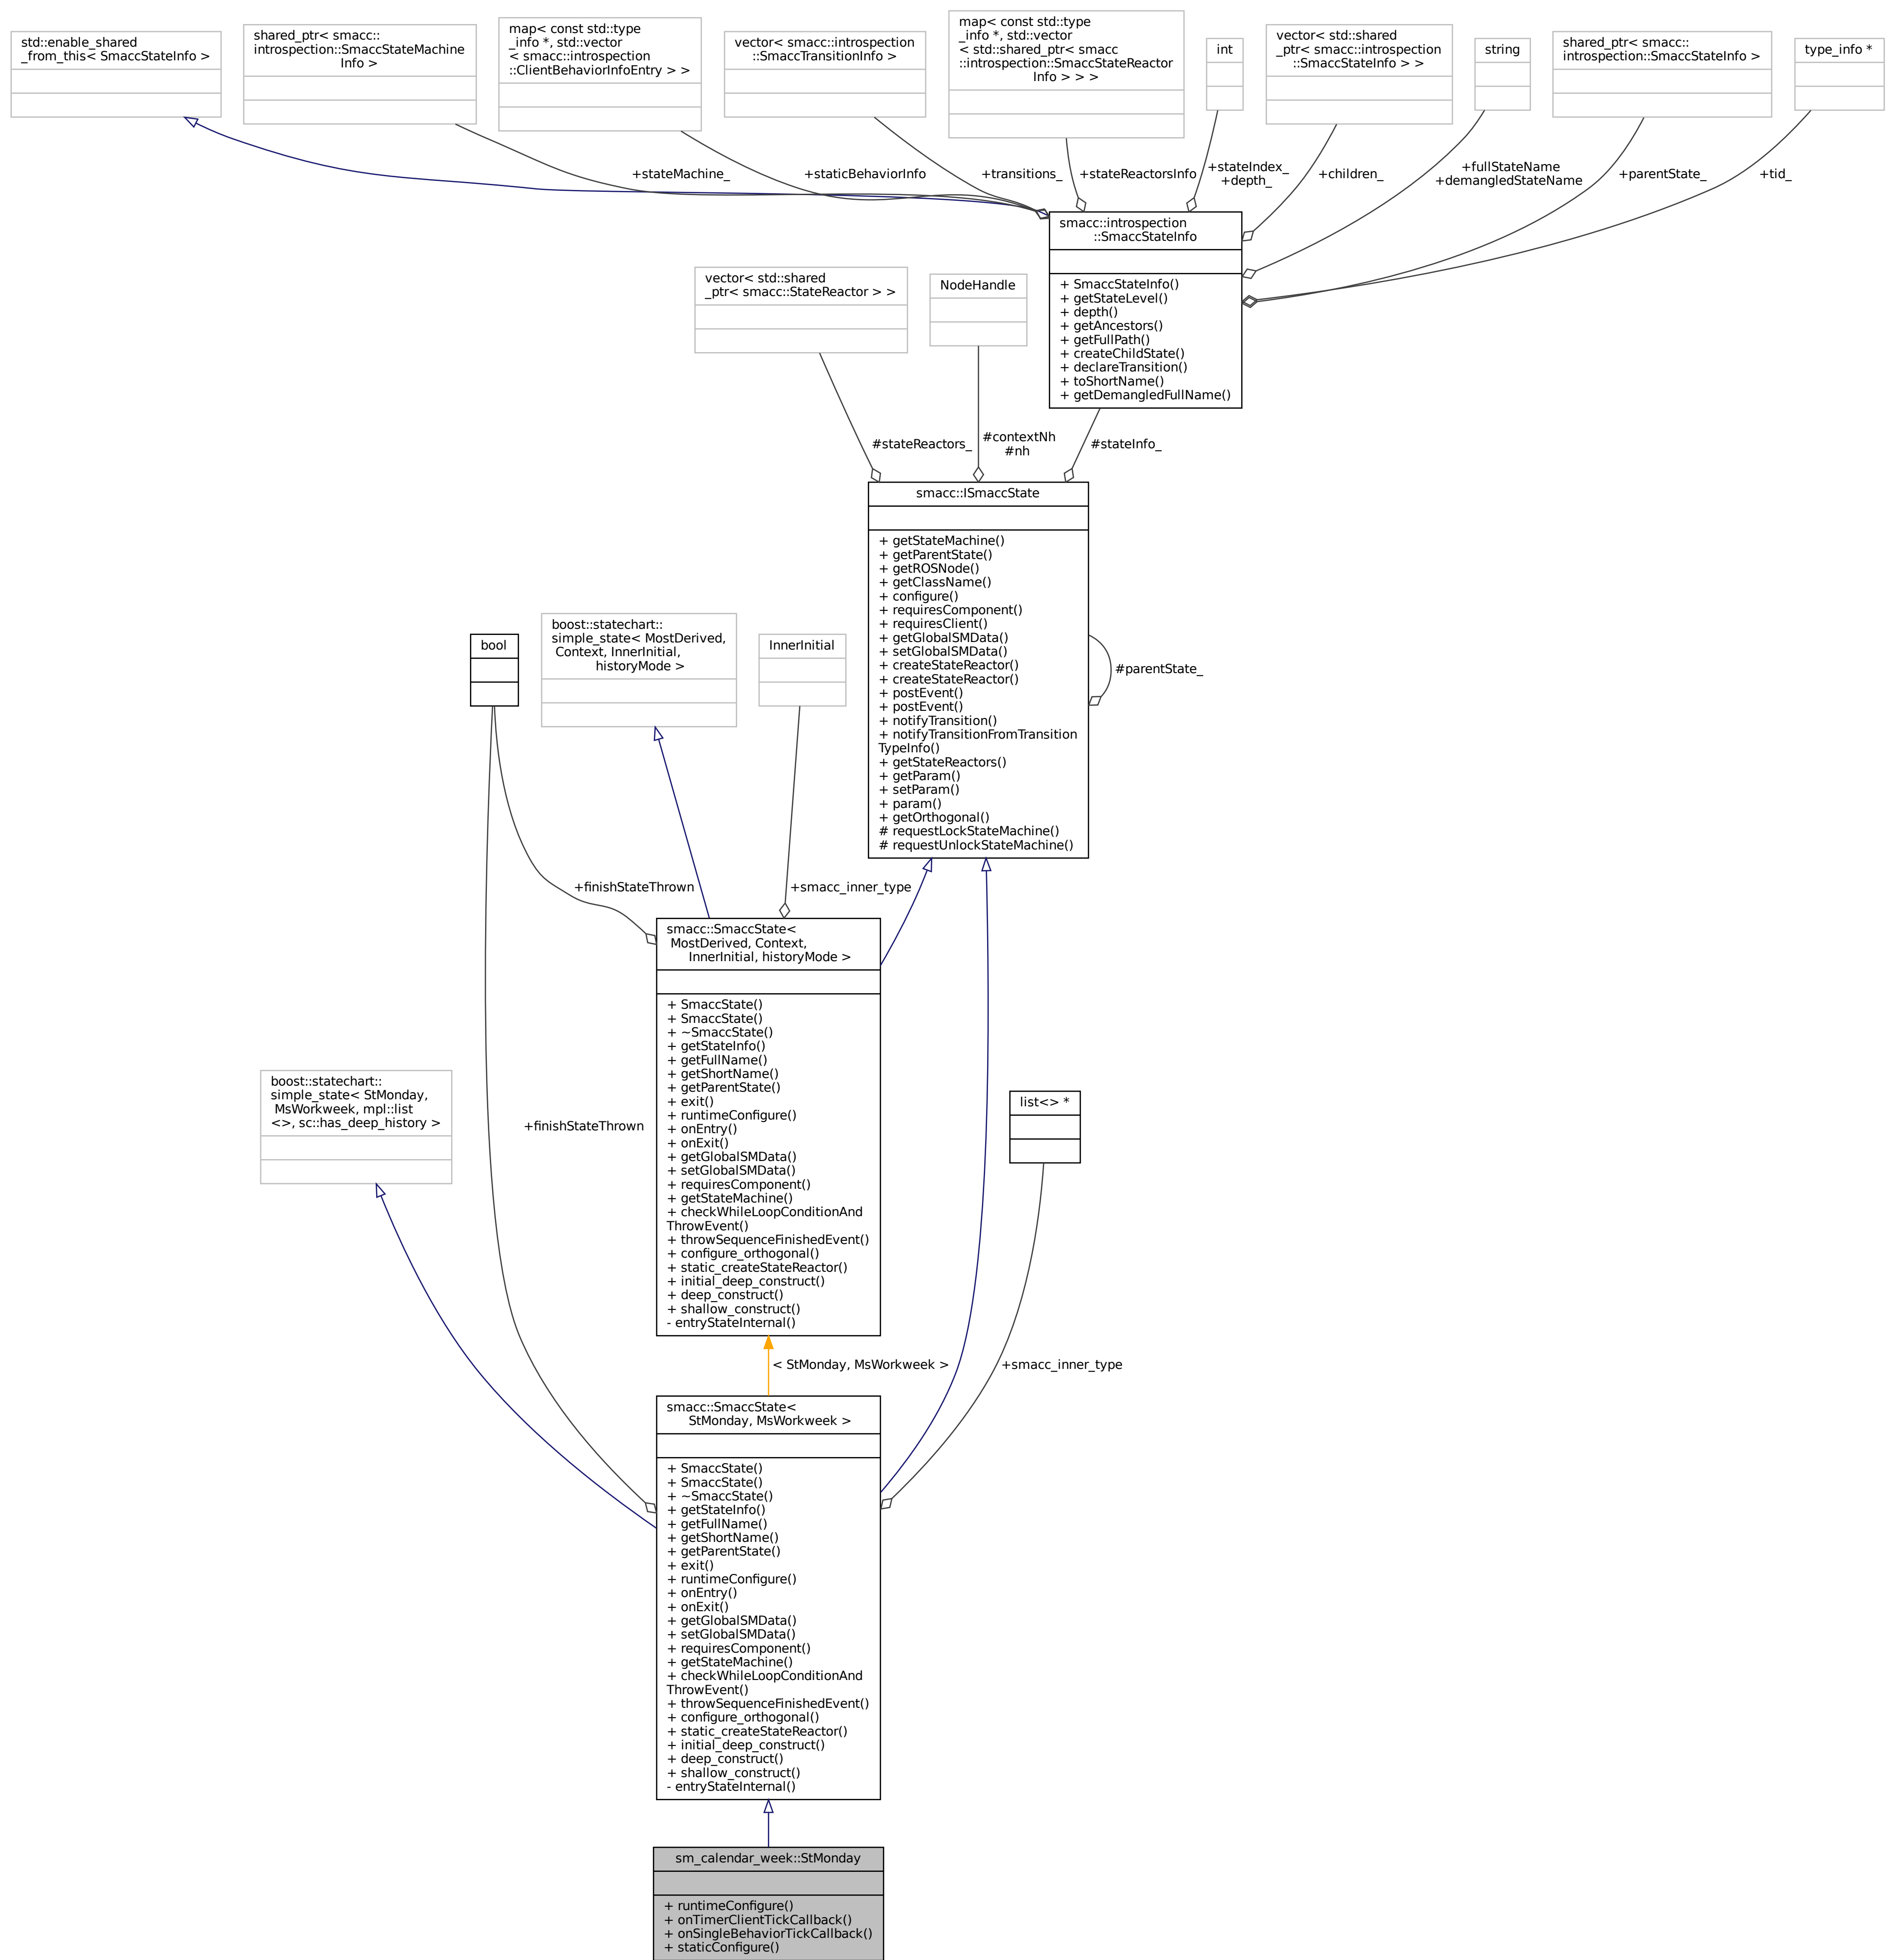 std::enable_shared
_from_this< SmaccStateInfo >
shared_ptr< smacc::
introspection::SmaccStateMachine
Info >
map< const std::type
_info *, std::vector
< smacc::introspection
::ClientBehaviorInfoEntry > >
vector< smacc::introspection
::SmaccTransitionInfo >
map< const std::type
_info *, std::vector
< std::shared_ptr< smacc
::introspection::SmaccStateReactor
Info > > >
int
vector< std::shared
_ptr< smacc::introspection
::SmaccStateInfo > >
string
shared_ptr< smacc::
introspection::SmaccStateInfo >
type_info *
+stateMachine_
+staticBehaviorInfo
+transitions_
+stateReactorsInfo
+stateIndex_
+depth_
+children_
+fullStateName
+demangledStateName
+parentState_
+tid_
smacc::introspection
::SmaccStateInfo
+ SmaccStateInfo()
+ getStateLevel()
+ depth()
+ getAncestors()
+ getFullPath()
+ createChildState()
+ declareTransition()
+ toShortName()
+ getDemangledFullName()
vector< std::shared
_ptr< smacc::StateReactor > >
NodeHandle
#stateReactors_
#contextNh
#nh
#stateInfo_
smacc::ISmaccState
+ getStateMachine()
+ getParentState()
+ getROSNode()
+ getClassName()
+ configure()
+ requiresComponent()
+ requiresClient()
+ getGlobalSMData()
+ setGlobalSMData()
+ createStateReactor()
+ createStateReactor()
+ postEvent()
+ postEvent()
+ notifyTransition()
+ notifyTransitionFromTransition
TypeInfo()
+ getStateReactors()
+ getParam()
+ setParam()
+ param()
+ getOrthogonal()
# requestLockStateMachine()
# requestUnlockStateMachine()
#parentState_
bool
boost::statechart::
simple_state< MostDerived,
Context, InnerInitial,
historyMode >
InnerInitial
+finishStateThrown
+smacc_inner_type
smacc::SmaccState<
MostDerived, Context,
InnerInitial, historyMode >
+ SmaccState()
+ SmaccState()
+ ~SmaccState()
+ getStateInfo()
+ getFullName()
+ getShortName()
+ getParentState()
+ exit()
+ runtimeConfigure()
+ onEntry()
+ onExit()
+ getGlobalSMData()
+ setGlobalSMData()
+ requiresComponent()
+ getStateMachine()
+ checkWhileLoopConditionAnd
ThrowEvent()
+ throwSequenceFinishedEvent()
+ configure_orthogonal()
+ static_createStateReactor()
+ initial_deep_construct()
+ deep_construct()
+ shallow_construct()
- entryStateInternal()
boost::statechart::
simple_state< StMonday,
MsWorkweek, mpl::list
<>, sc::has_deep_history >
+finishStateThrown
list<> *
< StMonday, MsWorkweek >
+smacc_inner_type
smacc::SmaccState<
StMonday, MsWorkweek >
+ SmaccState()
+ SmaccState()
+ ~SmaccState()
+ getStateInfo()
+ getFullName()
+ getShortName()
+ getParentState()
+ exit()
+ runtimeConfigure()
+ onEntry()
+ onExit()
+ getGlobalSMData()
+ setGlobalSMData()
+ requiresComponent()
+ getStateMachine()
+ checkWhileLoopConditionAnd
ThrowEvent()
+ throwSequenceFinishedEvent()
+ configure_orthogonal()
+ static_createStateReactor()
+ initial_deep_construct()
+ deep_construct()
+ shallow_construct()
- entryStateInternal()
sm_calendar_week::StMonday
+ runtimeConfigure()
+ onTimerClientTickCallback()
+ onSingleBehaviorTickCallback()
+ staticConfigure()